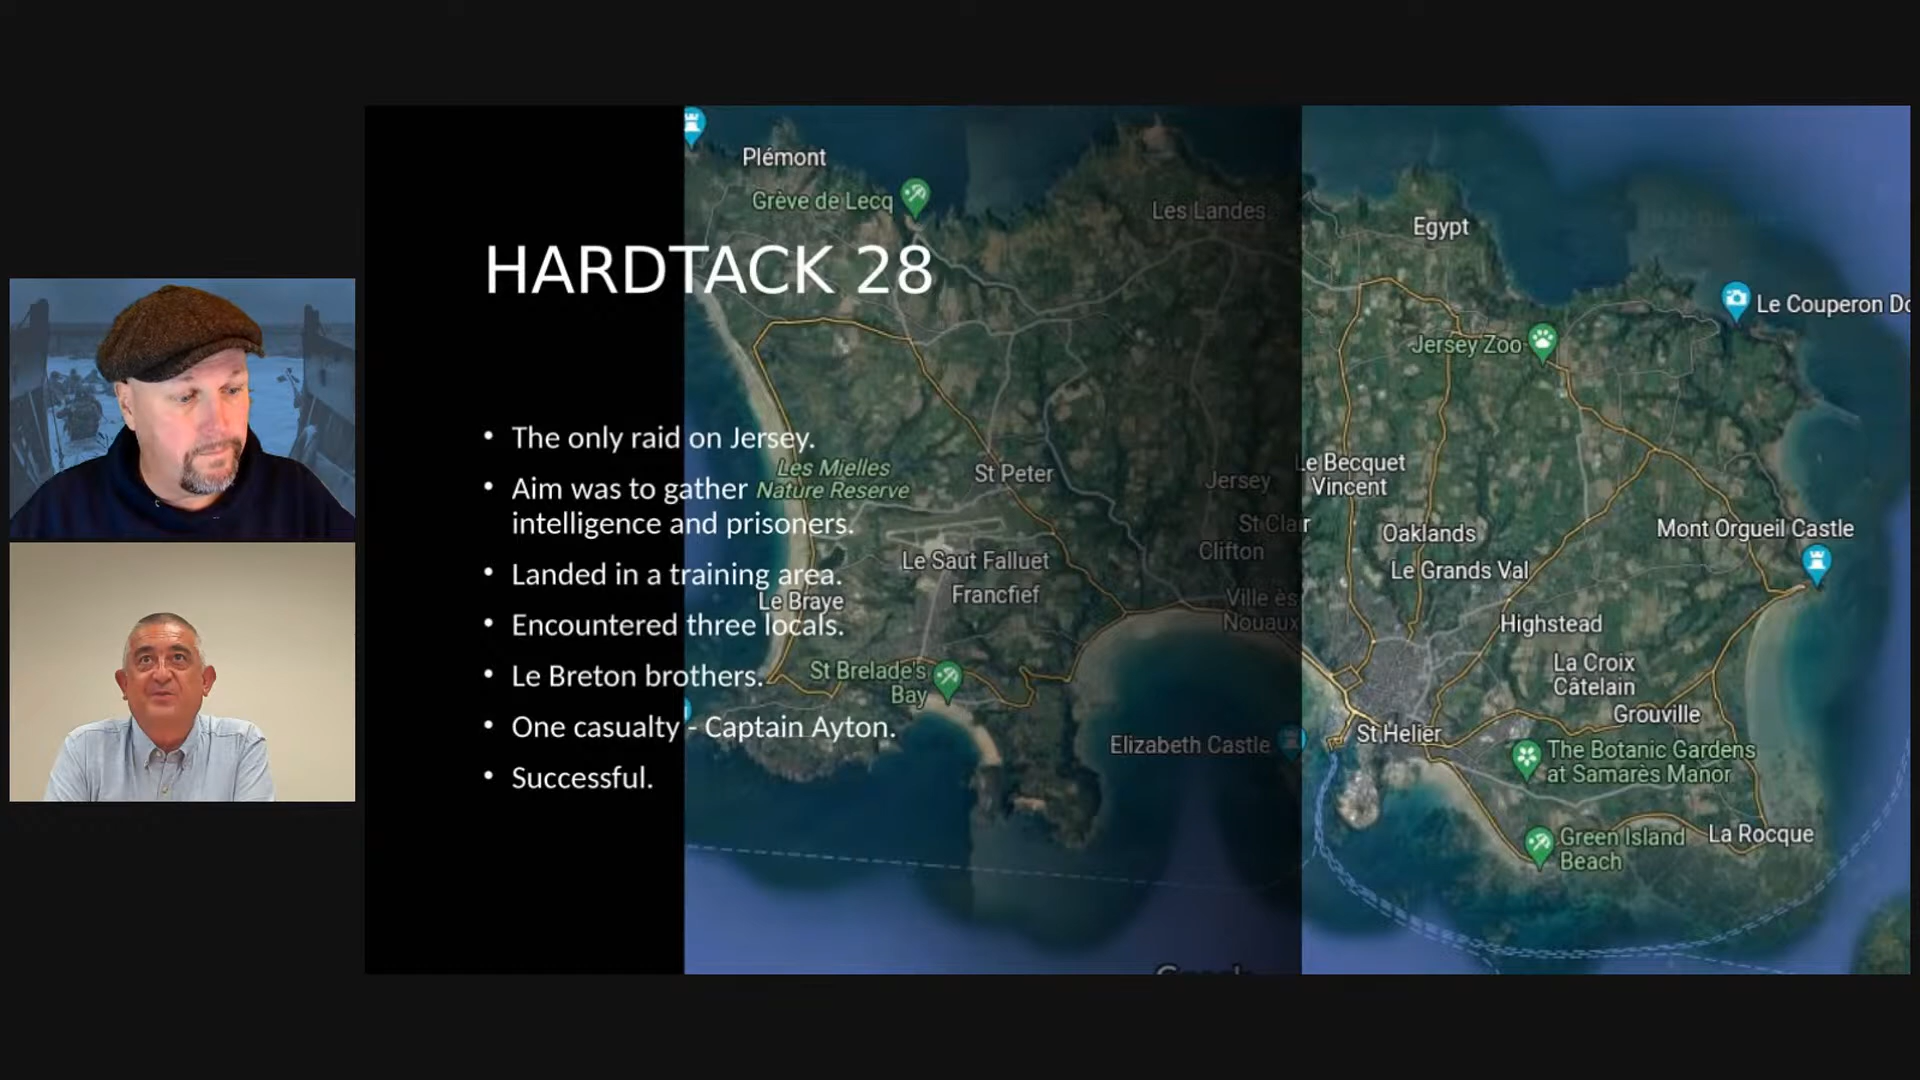 HARDTACK 28
• The only raid on Jersey.
• Aim was to gather
intelligence and prisoners.
• Landed in a training area.
• Encountered three locals.
• Le Breton brothers.
• One casualty - Captain Ayton.
• Successful.
Plémont
Grève de Lecq
Les Landes
Les Mielles
Nature Reserve
St Peter
Jersey
St Clair
Clifton
Le Saut Falluet
Francfief
Le Braye
Ville ès
Nouaux
St Brelade's
Bay
Elizabeth Castle
Egypt
Le Couperon Do
Jersey Zoo
Le Becquet
Vincent
Oaklands
Mont Orgueil Castle
Le Grands Val
Highstead
La Croix
Câtelain
Grouville
St Helier
The Botanic Gardens
at Samarès Manor
Green Island
Beach
La Rocque